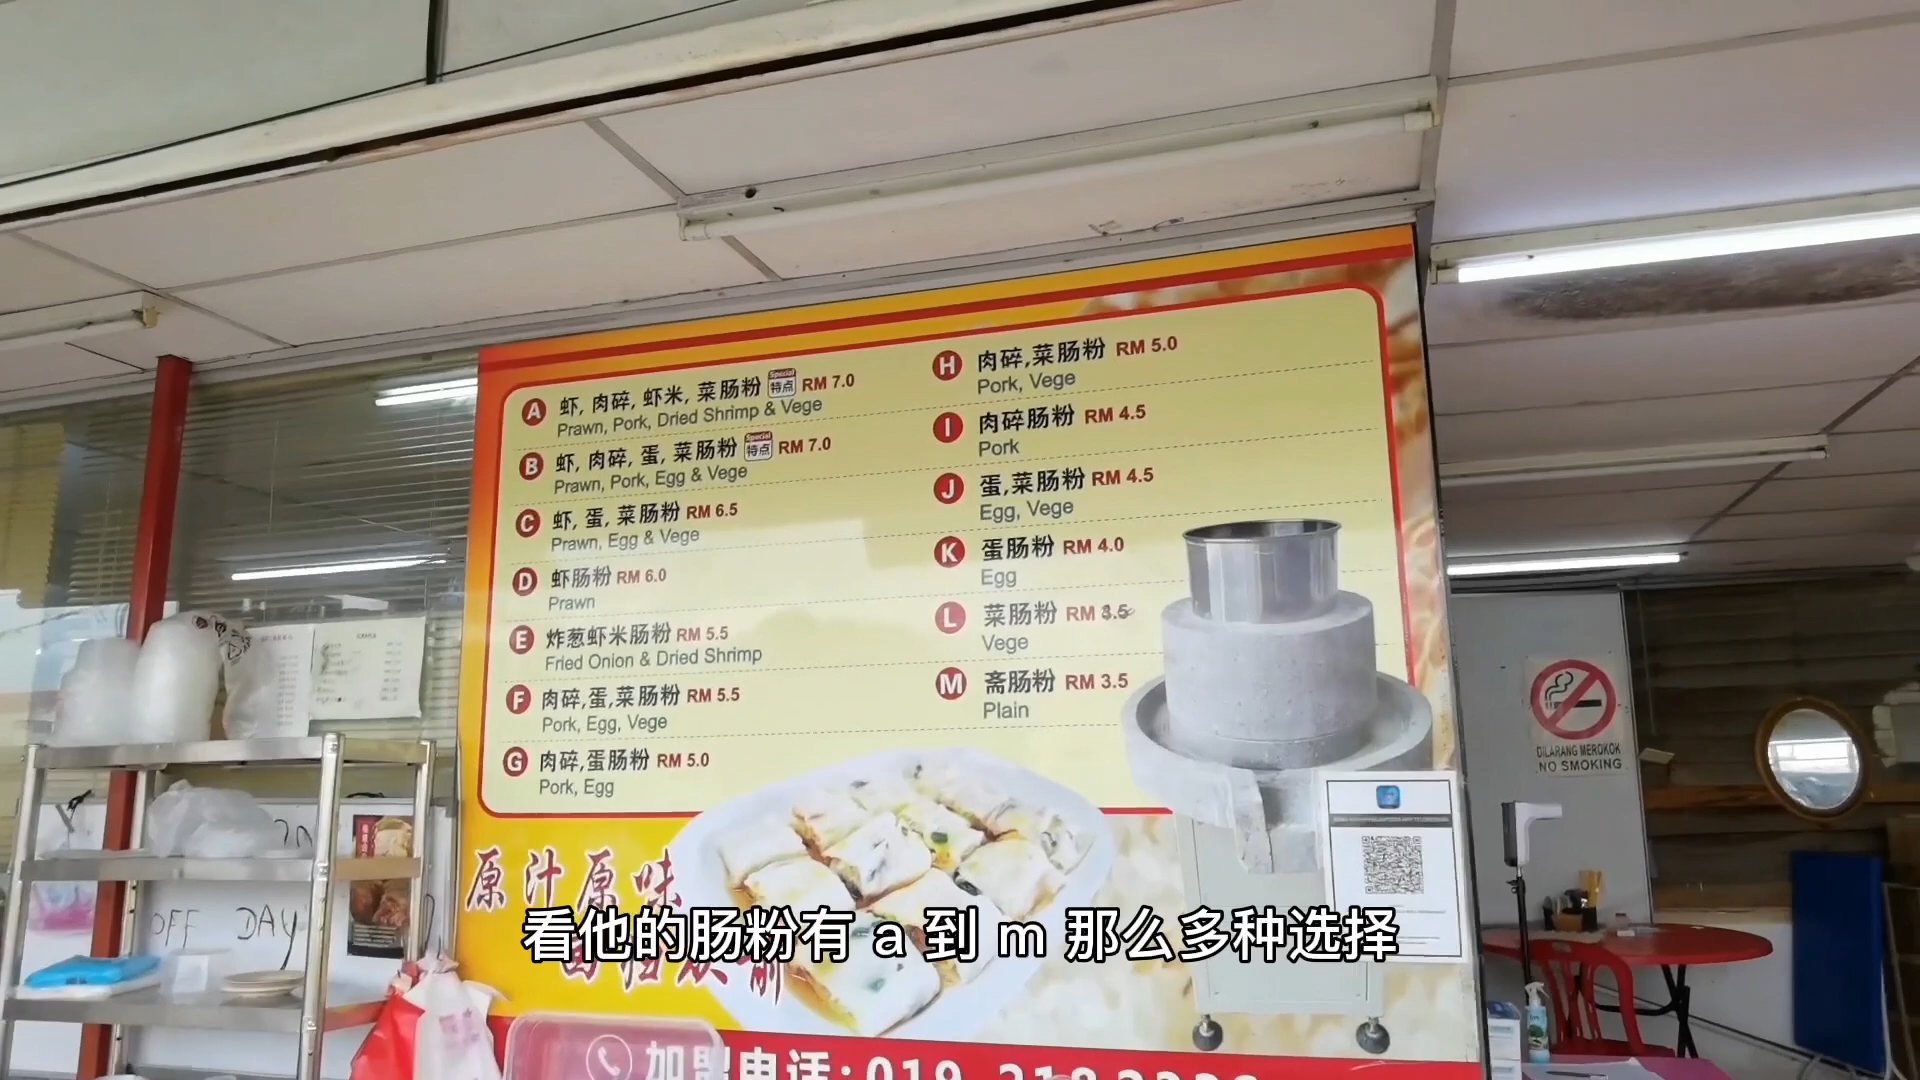 A 虾, 肉碎, 虾米, 菜肠粉 Special 特点 RM 7.0
Prawn, Pork, Dried Shrimp & Vege
B 虾, 肉碎, 蛋, 菜肠粉 Special 特点 RM 7.0
Prawn, Pork, Egg & Vege
C 虾, 蛋, 菜肠粉 RM 6.5
Prawn, Egg & Vege
D 虾肠粉 RM 6.0
Prawn
E 炸葱虾米肠粉 RM 5.5
Fried Onion & Dried Shrimp
F 肉碎,蛋,菜肠粉 RM 5.5
Pork, Egg, Vege
G 肉碎,蛋肠粉 RM 5.0
Pork, Egg
H 肉碎,菜肠粉 RM 5.0
Pork, Vege
I 肉碎肠粉 RM 4.5
Pork
J 蛋,菜肠粉 RM 4.5
Egg, Vege
K 蛋肠粉 RM 4.0
Egg
L 菜肠粉 RM
Vege
M 斋肠粉 RM 3.5
Plain
DILARANG MEROKOK
NO SMOKING
原汁原味
OFF DAY
看他的肠粉有 a 到 m 那么多种选择
加盟电话:019